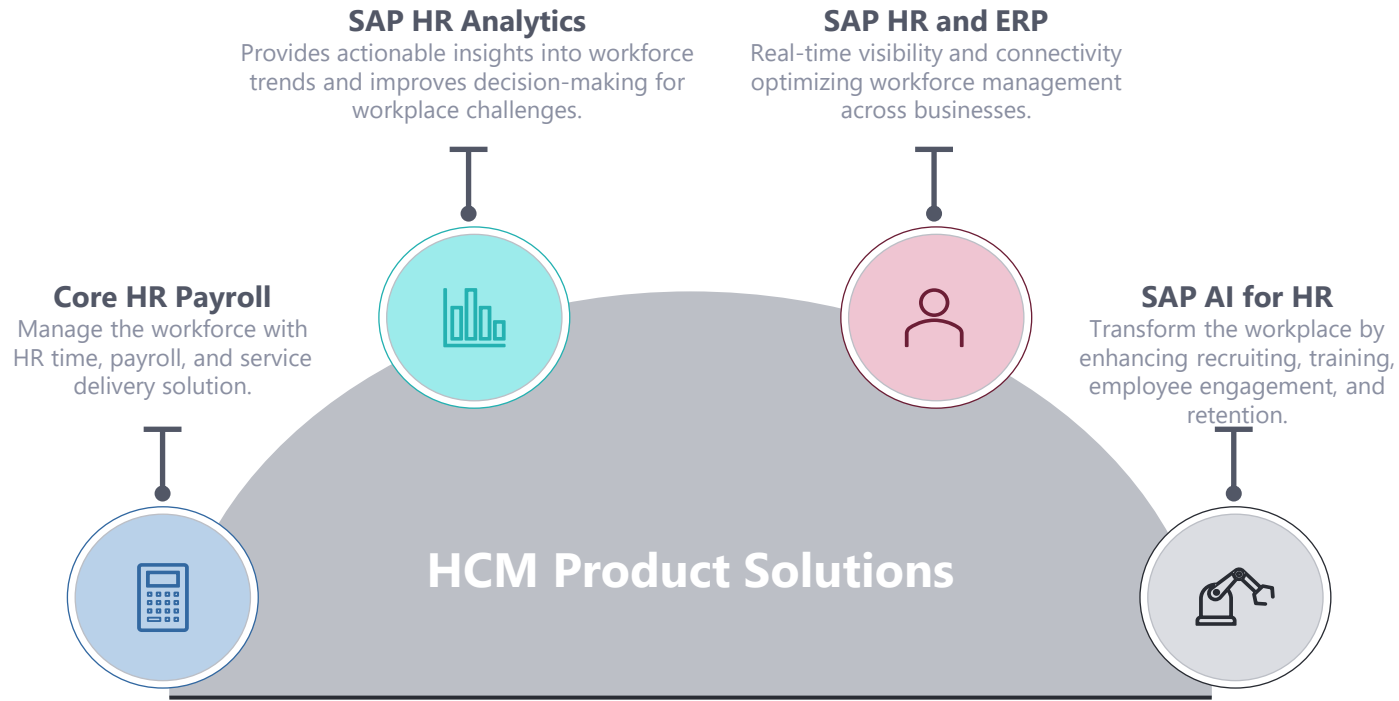 SAP HR Analytics
Provides actionable insights into workforce
trends and improves decision-making for
workplace challenges.
SAP HR and ERP
Real-time visibility and connectivity
optimizing workforce management
across businesses.
Core HR Payroll
Manage the workforce with
HR time, payroll, and service
delivery solution.
SAP AI for HR
Transform the workplace by
enhancing recruiting, training,
employee engagement, and
retention.
HCM Product Solutions